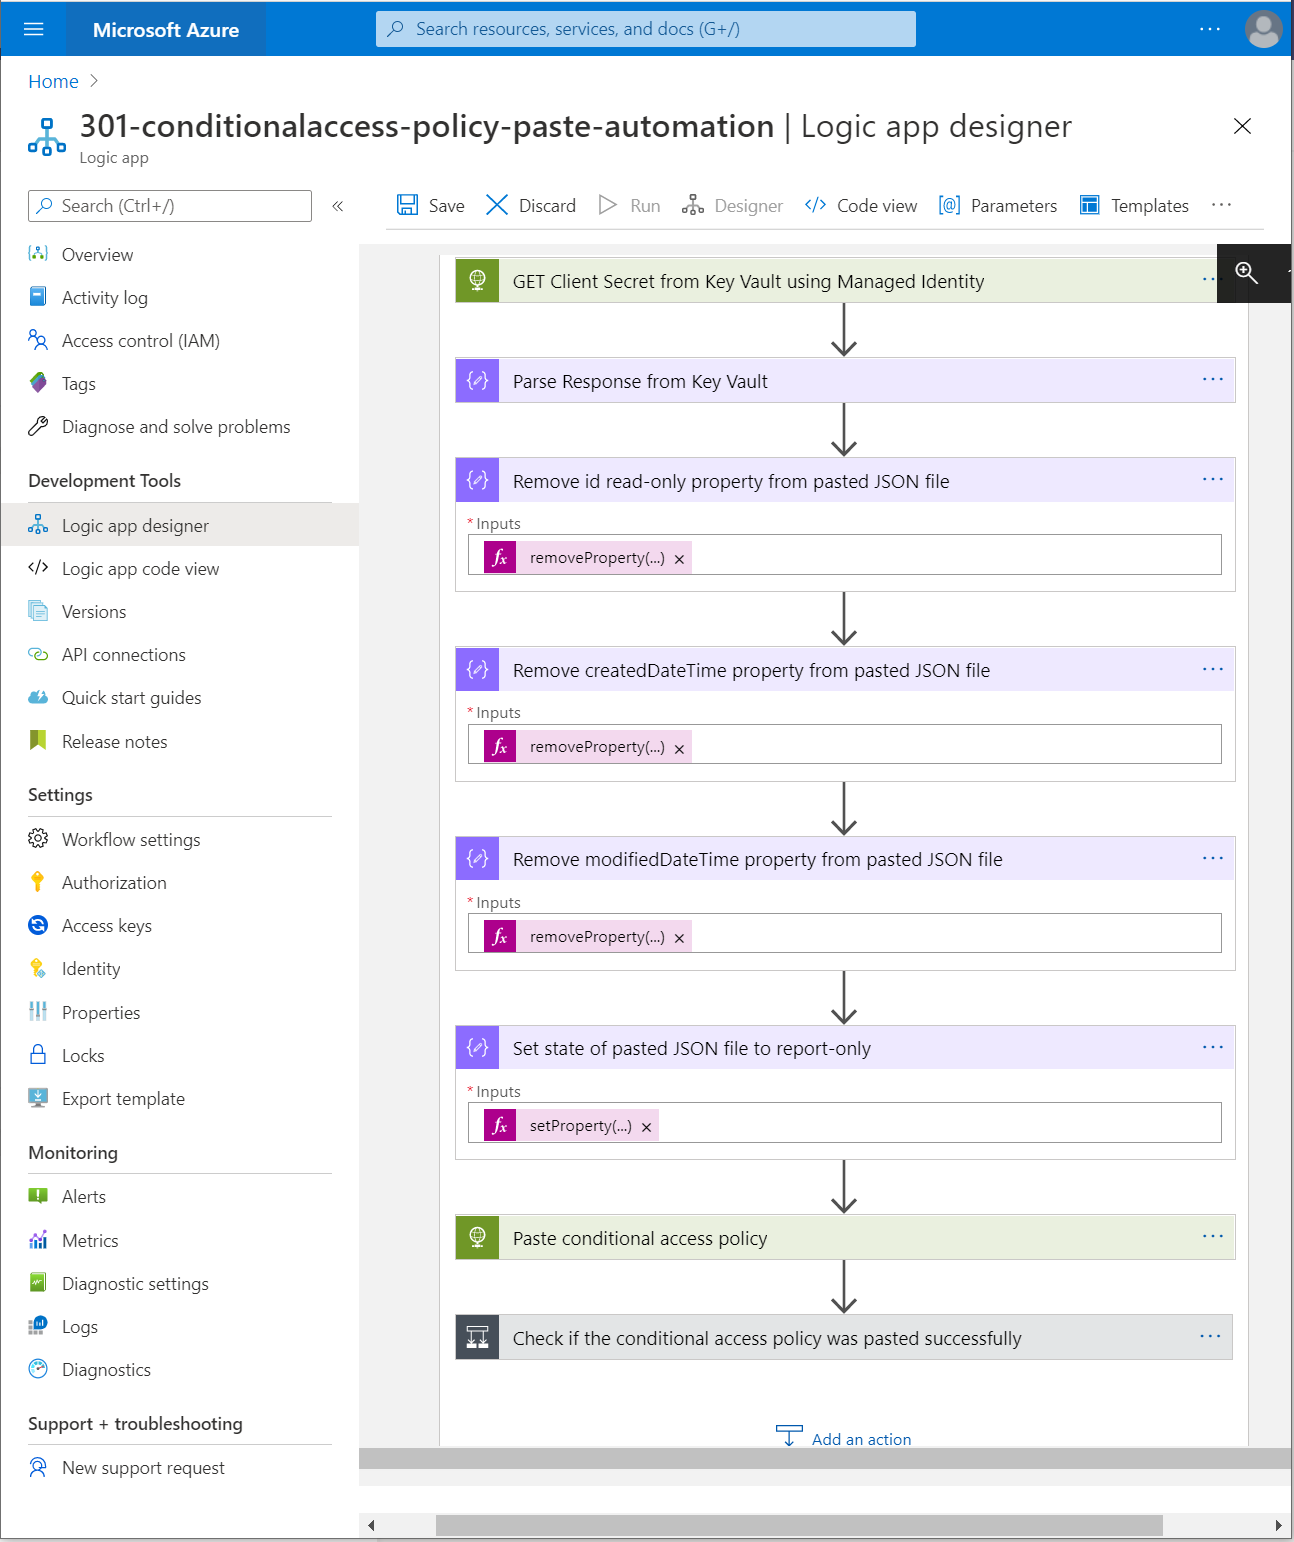 Microsoft Azure
Search resources, services, and docs (G+/)
Home
301-conditionalaccess-policy-paste-automation | Logic app designer
Logic app
Search (Ctrl+/)
Save
Discard
Run
Designer
Code view
Parameters
Templates
Overview
Activity log
Access control (IAM)
Tags
Diagnose and solve problems
Development Tools
Logic app designer
Logic app code view
Versions
API connections
Quick start guides
Release notes
Settings
Workflow settings
Authorization
Access keys
Identity
Properties
Locks
Export template
Monitoring
Alerts
Metrics
Diagnostic settings
Logs
Diagnostics
Support + troubleshooting
New support request
GET Client Secret from Key Vault using Managed Identity
Parse Response from Key Vault
Remove id read-only property from pasted JSON file
* Inputs
fx removeProperty(...) ×
Remove createdDateTime property from pasted JSON file
* Inputs
fx removeProperty(...) ×
Remove modifiedDateTime property from pasted JSON file
* Inputs
fx removeProperty(...) ×
Set state of pasted JSON file to report-only
* Inputs
fx setProperty(...) ×
Paste conditional access policy
Check if the conditional access policy was pasted successfully
Add an action